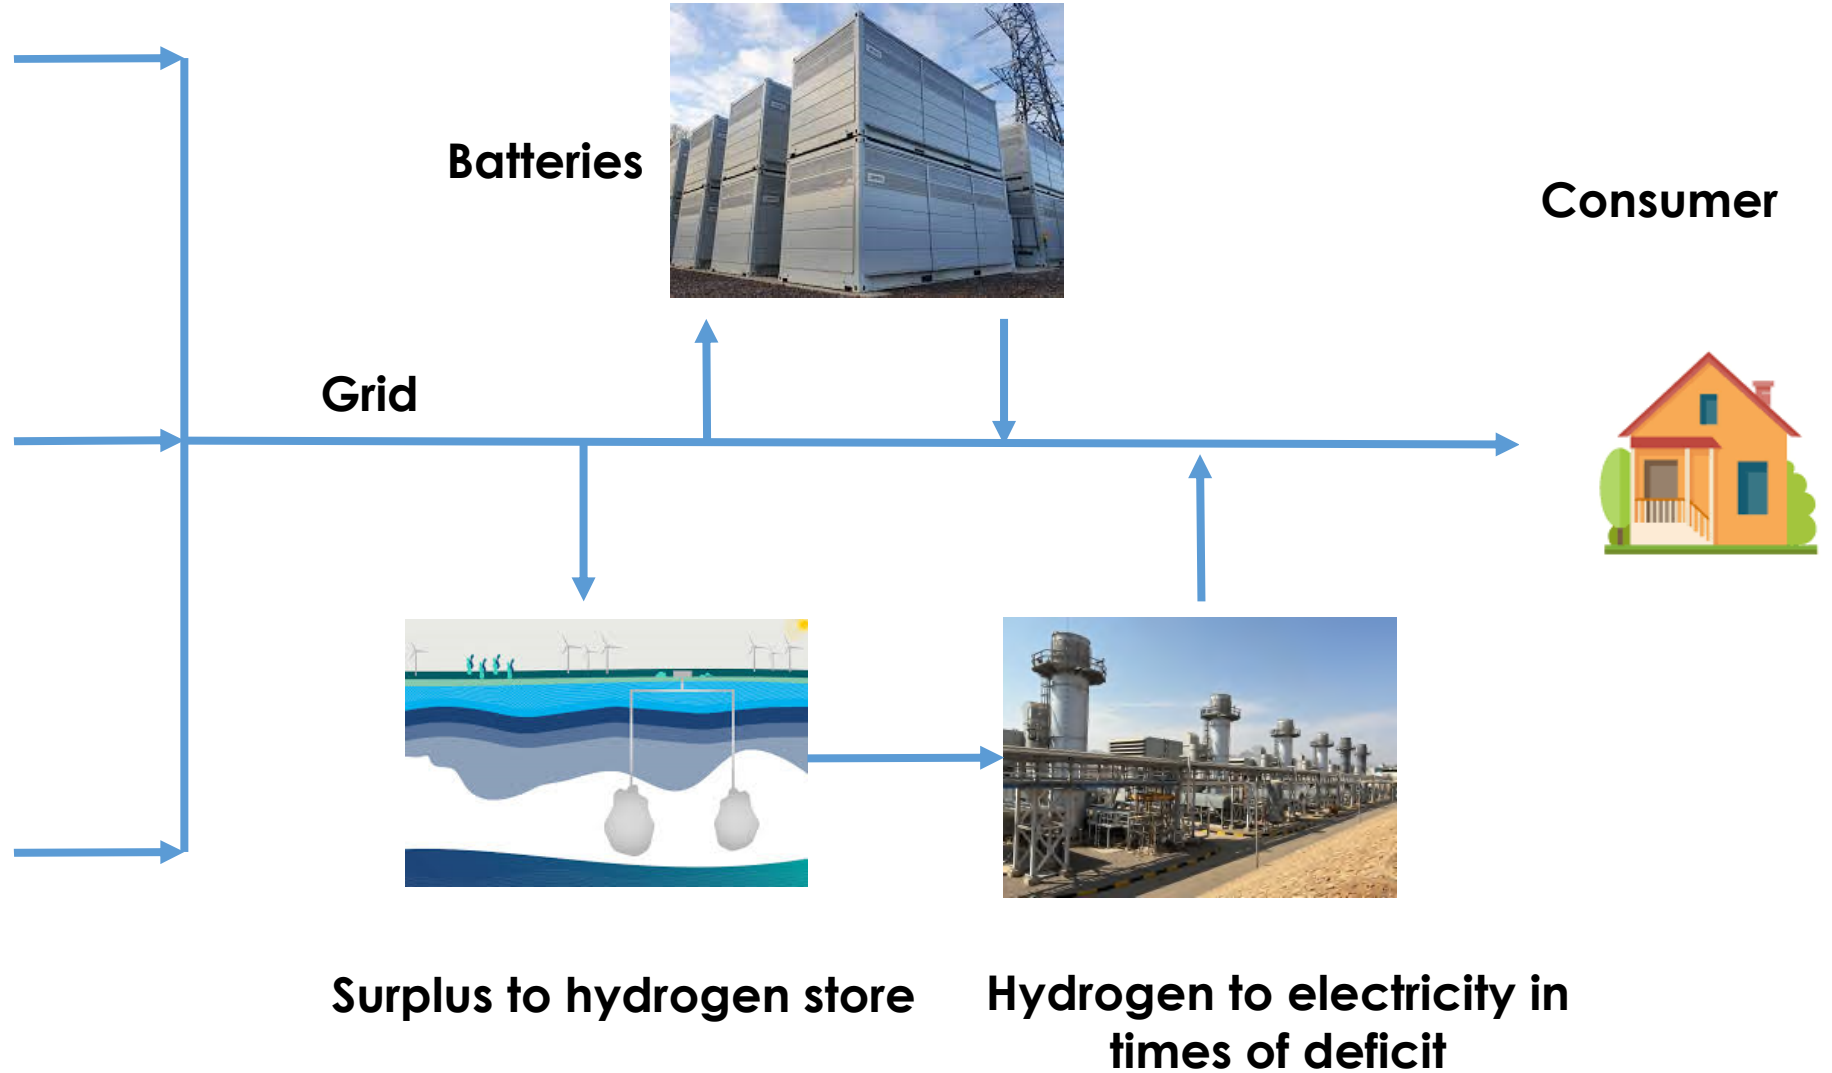 Batteries
Consumer
Grid
Surplus to hydrogen store
Hydrogen to electricity in
times of deficit